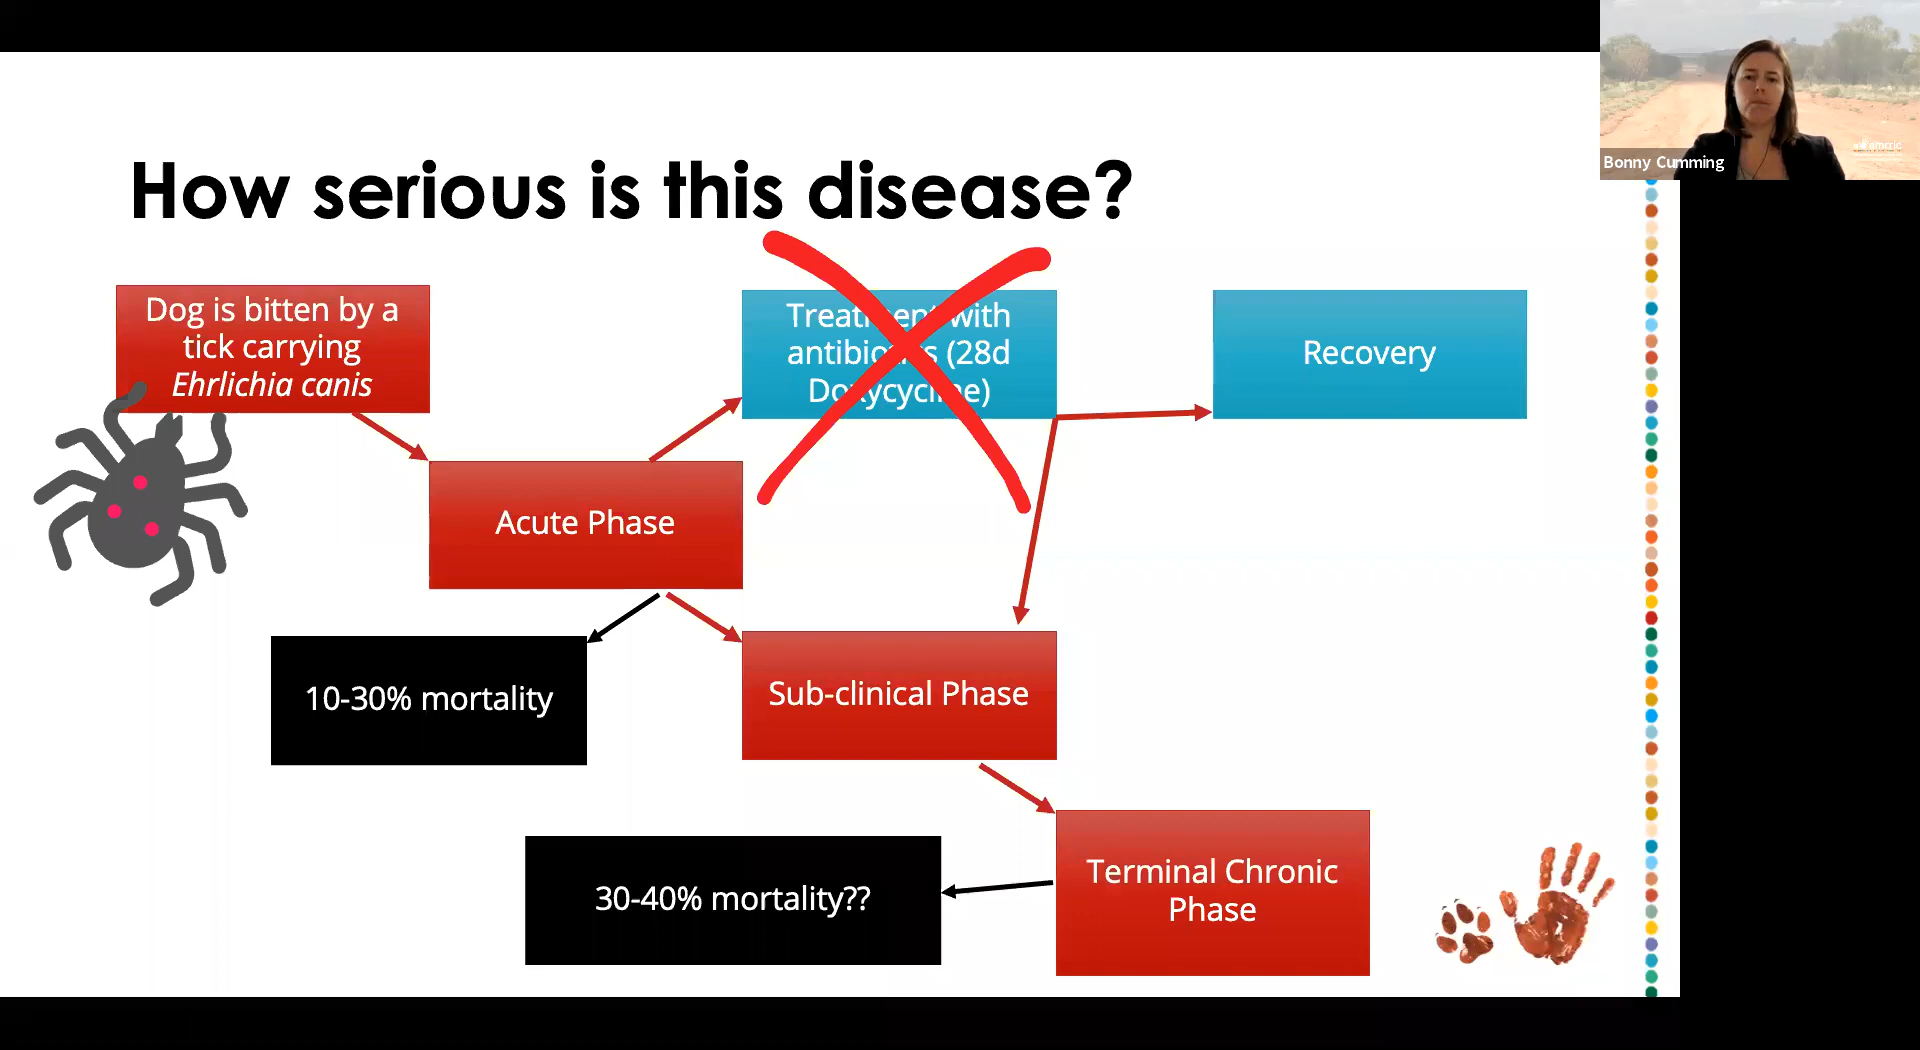 Bonny Cumming
How serious is this disease?
Dog is bitten by a
tick carrying
Ehrlichia canis
Treatment with
antibiotics (28d
Doxycycline)
Recovery
Acute Phase
10-30% mortality
Sub-clinical Phase
30-40% mortality??
Terminal Chronic
Phase